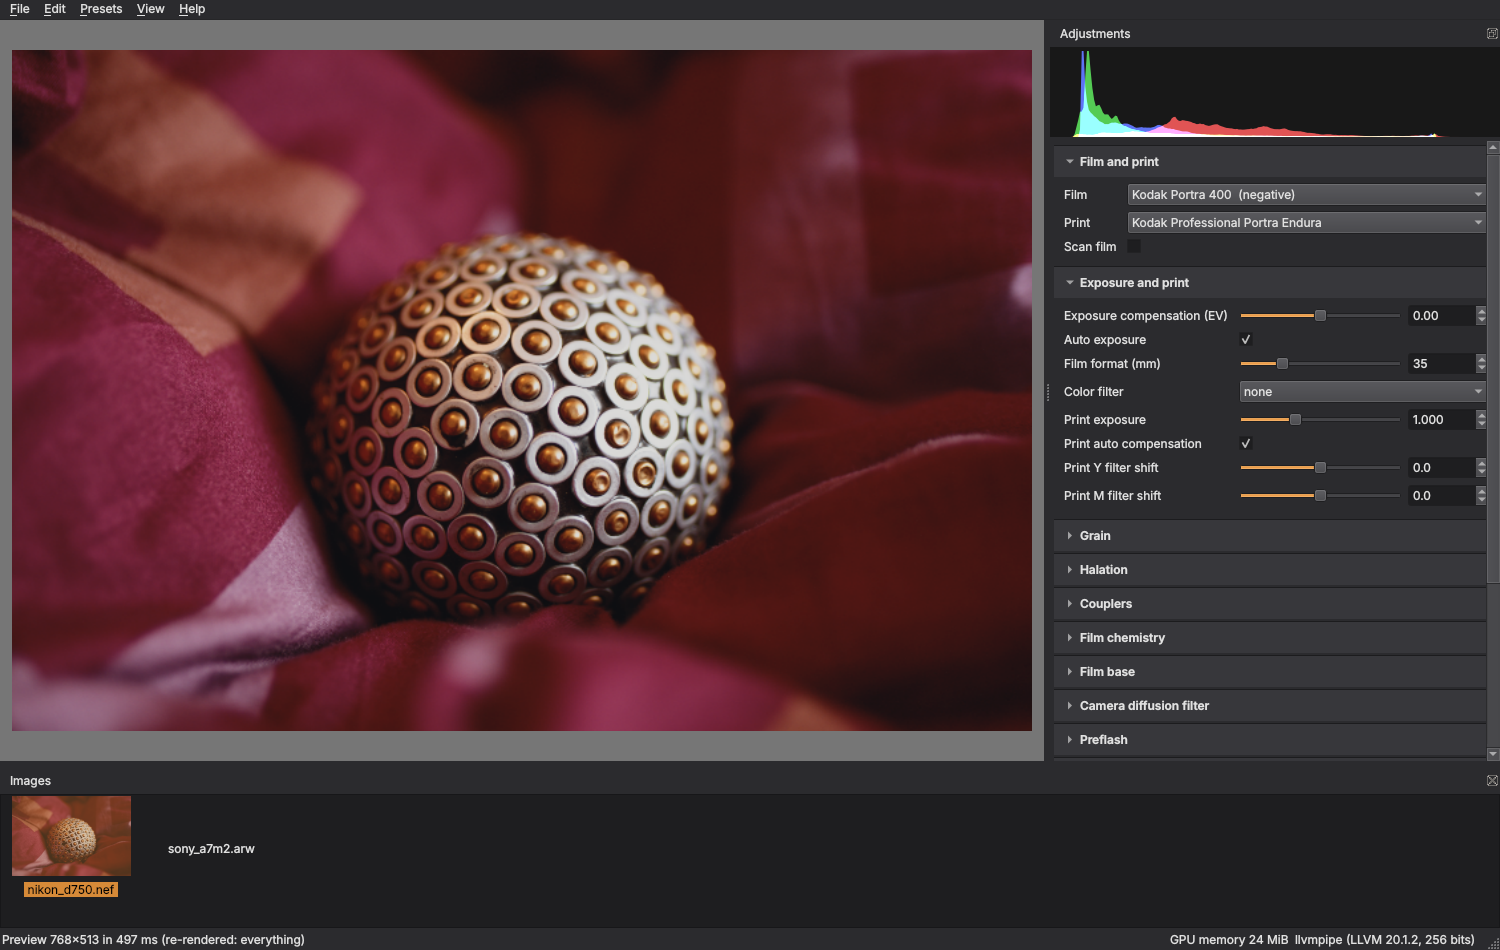 File Edit Presets View Help
Adjustments
Film and print
Film Kodak Portra 400 (negative)
Print Kodak Professional Portra Endura
Scan film
Exposure and print
Exposure compensation (EV) 0.00
Auto exposure
Film format (mm) 35
Color filter none
Print exposure 1.000
Print auto compensation
Print Y filter shift 0.0
Print M filter shift 0.0
Grain
Halation
Couplers
Film chemistry
Film base
Camera diffusion filter
Preflash
Images
sony_a7m2.arw
nikon_d750.nef
Preview 768×513 in 497 ms (re-rendered: everything) GPU memory 24 MiB llvmpipe (LLVM 20.1.2, 256 bits)